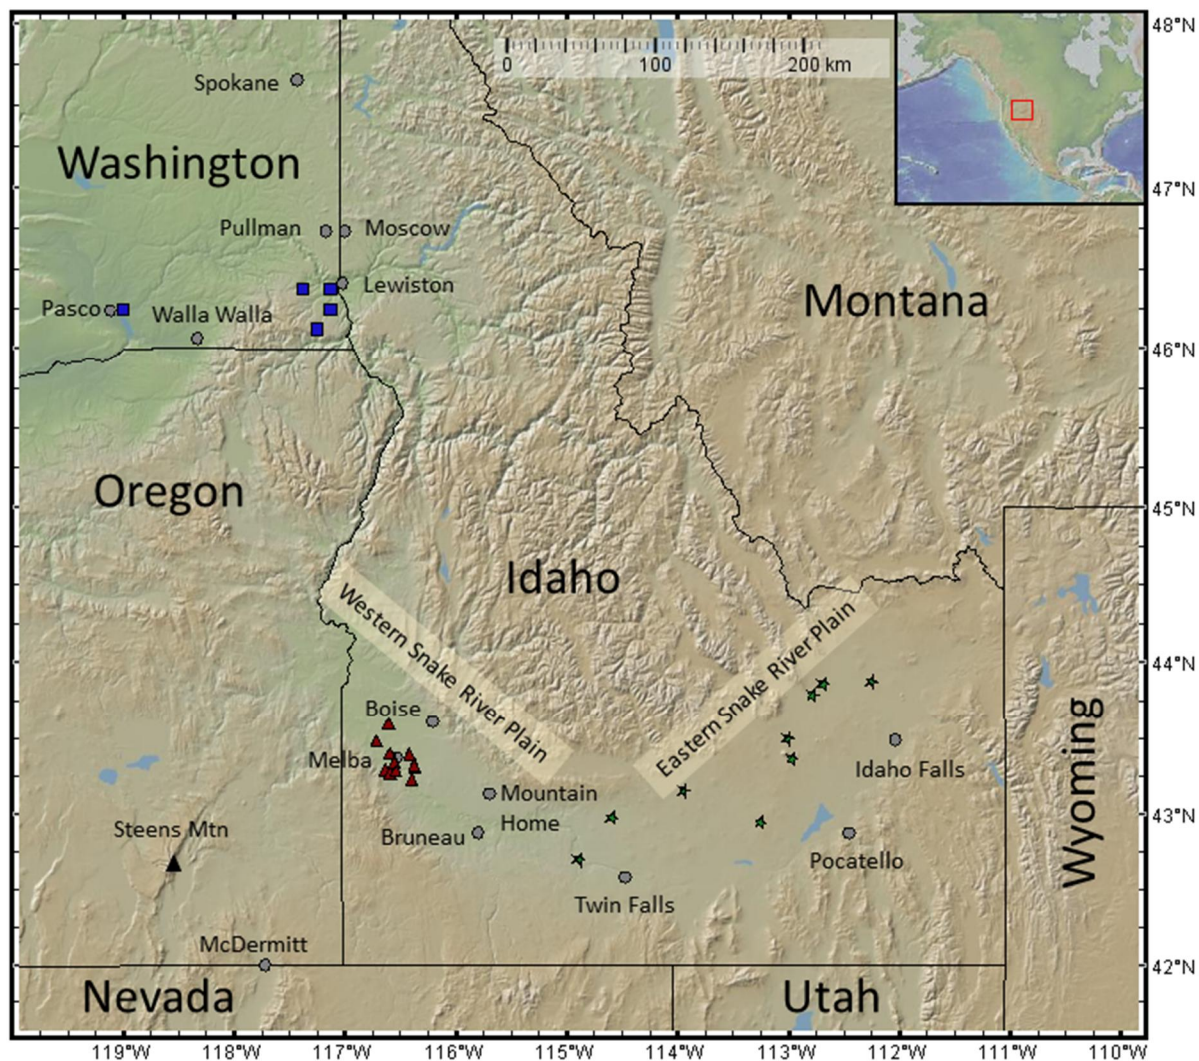 48°N
0 100 200 km
Spokane
Washington
47°N
Pullman
Moscow
Lewiston
Montana
Pasco
Walla Walla
46°N
Oregon
45°N
Idaho
Western Snake River Plain
Eastern Snake River Plain
44°N
Boise
Melba
Idaho Falls
Mountain
Home
Wyoming
43°N
Steens Mtn
Bruneau
Pocatello
Twin Falls
McDermitt
42°N
Nevada
Utah
119°W 118°W 117°W 116°W 115°W 114°W 113°W 112°W 111°W 110°W